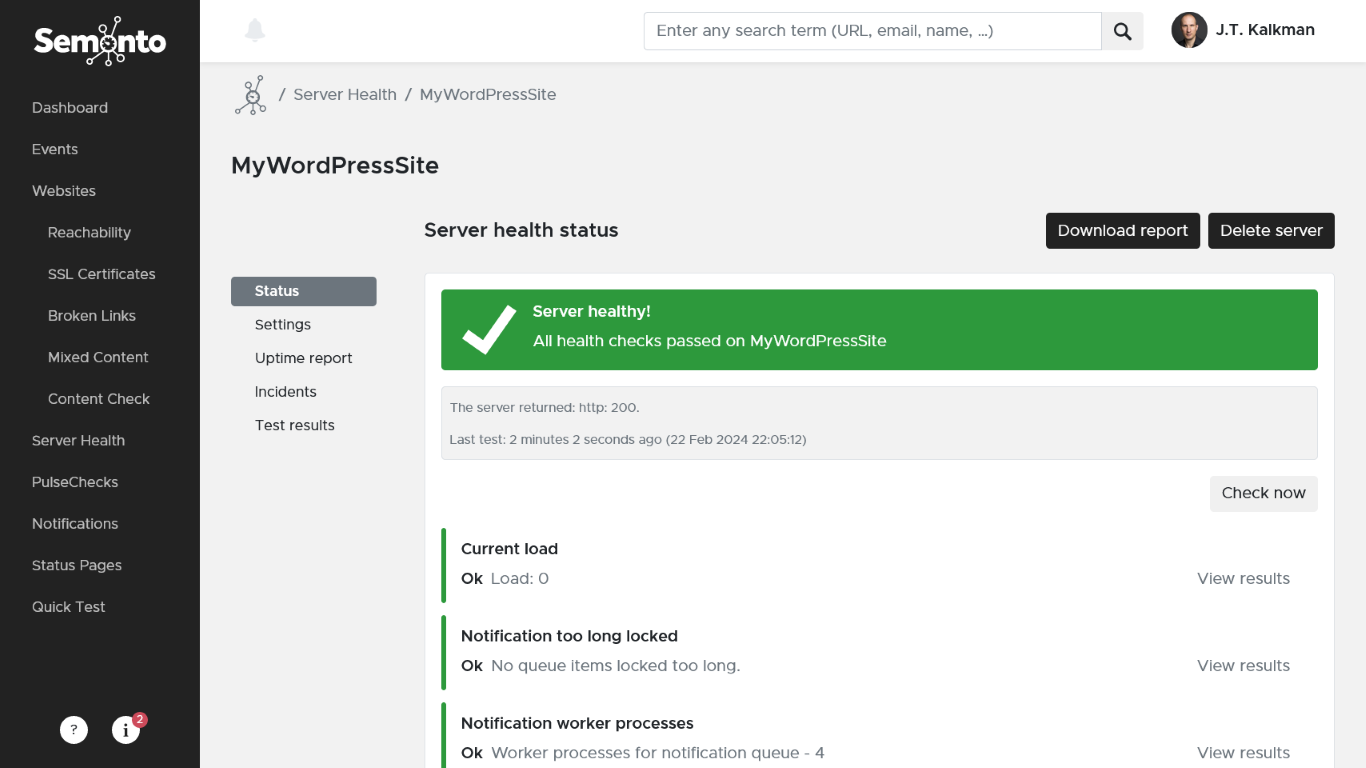 Semonto
Enter any search term (URL, email, name, ...)
J.T. Kalkman
Dashboard
Events
Websites
Reachability
SSL Certificates
Broken Links
Mixed Content
Content Check
Server Health
PulseChecks
Notifications
Status Pages
Quick Test
?
i
2
/ Server Health / MyWordPressSite
MyWordPressSite
Status
Settings
Uptime report
Incidents
Test results
Server health status
Download report
Delete server
Server healthy!
All health checks passed on MyWordPressSite
The server returned: http: 200.
Last test: 2 minutes 2 seconds ago (22 Feb 2024 22:05:12)
Check now
Current load
Ok Load: 0 View results
Notification too long locked
Ok No queue items locked too long. View results
Notification worker processes
Ok Worker processes for notification queue - 4 View results